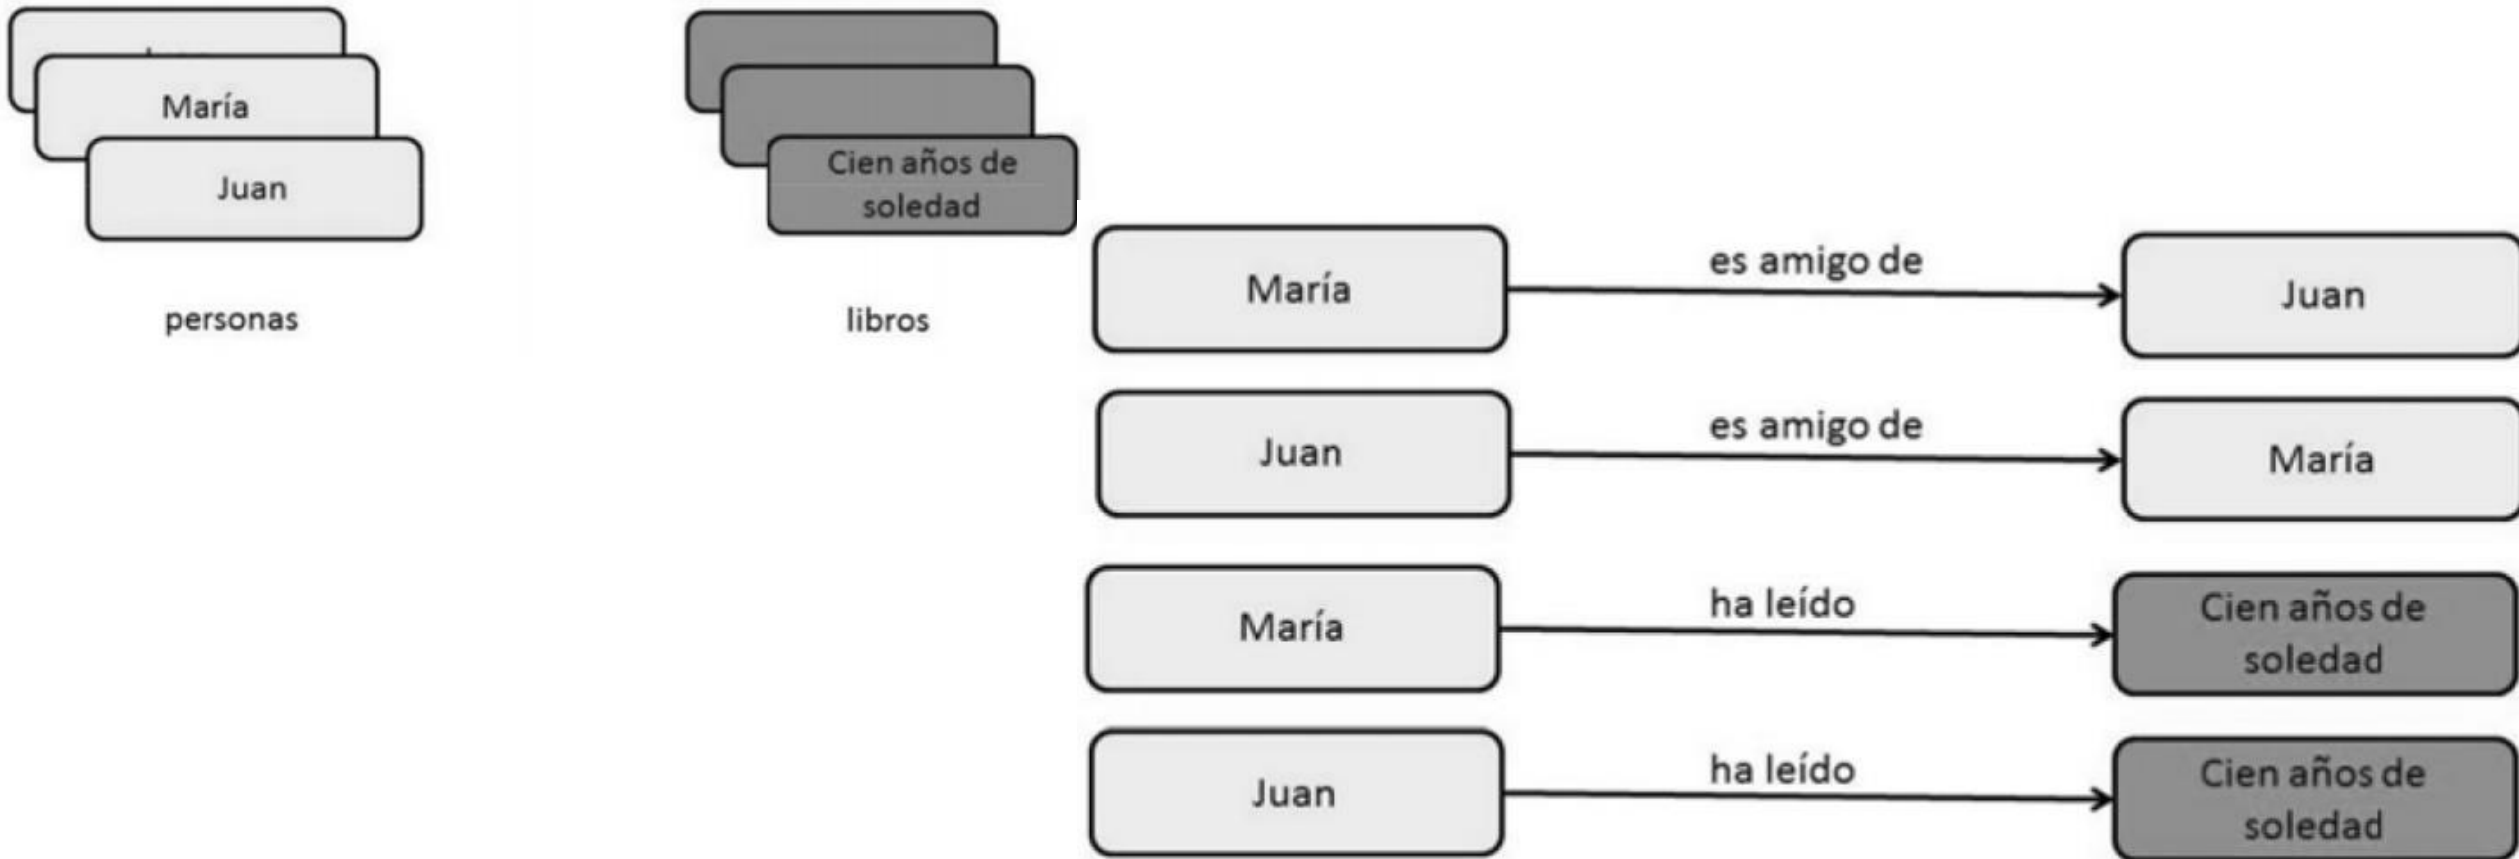 María
Juan
personas
Cien años de
soledad
libros
María
es amigo de
Juan
Juan
es amigo de
María
María
ha leído
Cien años de
soledad
Juan
ha leído
Cien años de
soledad